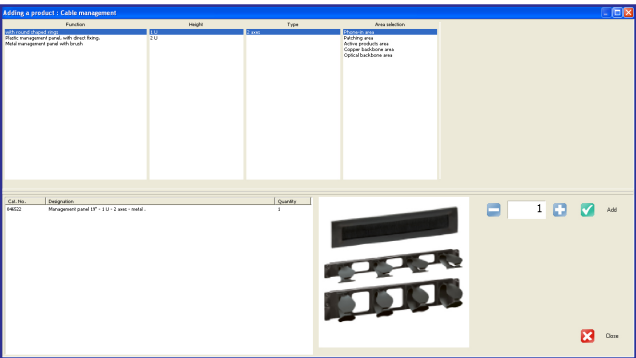 Adding a product : Cable management
Function Height Type Area selection
with round shaped rings 1 U 2 axes Phone-in area
Plastic management panel, with direct fixing. 2 U Patching area
Metal management panel with brush Active products area
Copper backbone area
Optical backbone area
Cat. No. Designation Quantity
046522 Management panel 19" - 1 U - 2 axes - metal . 1
1 Add
Close